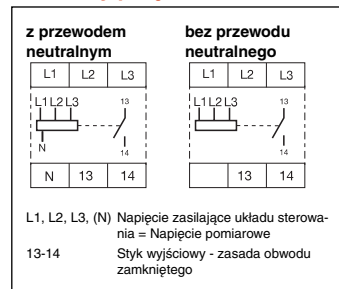 z przewodem neutralnym
bez przewodu neutralnego
L1 L2 L3
L1 L2 L3
L1 L2 L3
13
N
14
N 13 14
L1 L2 L3
13
14
13 14
L1, L2, L3, (N) Napięcie zasilające układu sterowa-
nia = Napięcie pomiarowe
13-14 Styk wyjściowy - zasada obwodu
zamkniętego